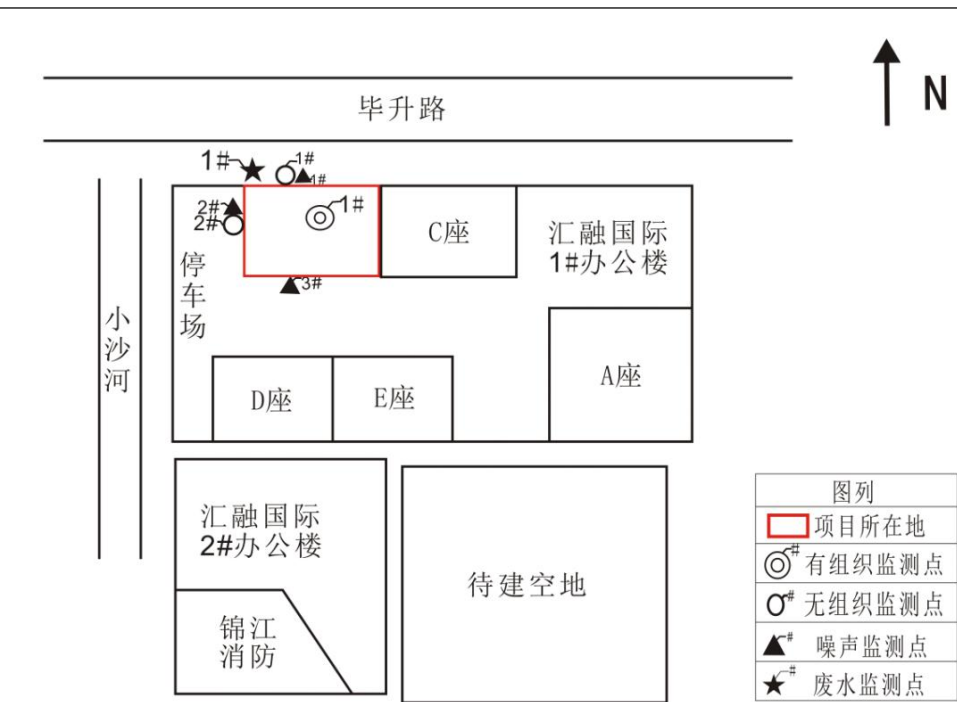 毕升路
N
1#
1#
1#
2#
2#
1#
3#
C座
汇融国际
1#办公楼
停
车
场
小
沙
河
A座
D座
E座
汇融国际
2#办公楼
锦江
消防
待建空地
图列
项目所在地
# 有组织监测点
# 无组织监测点
# 噪声监测点
# 废水监测点